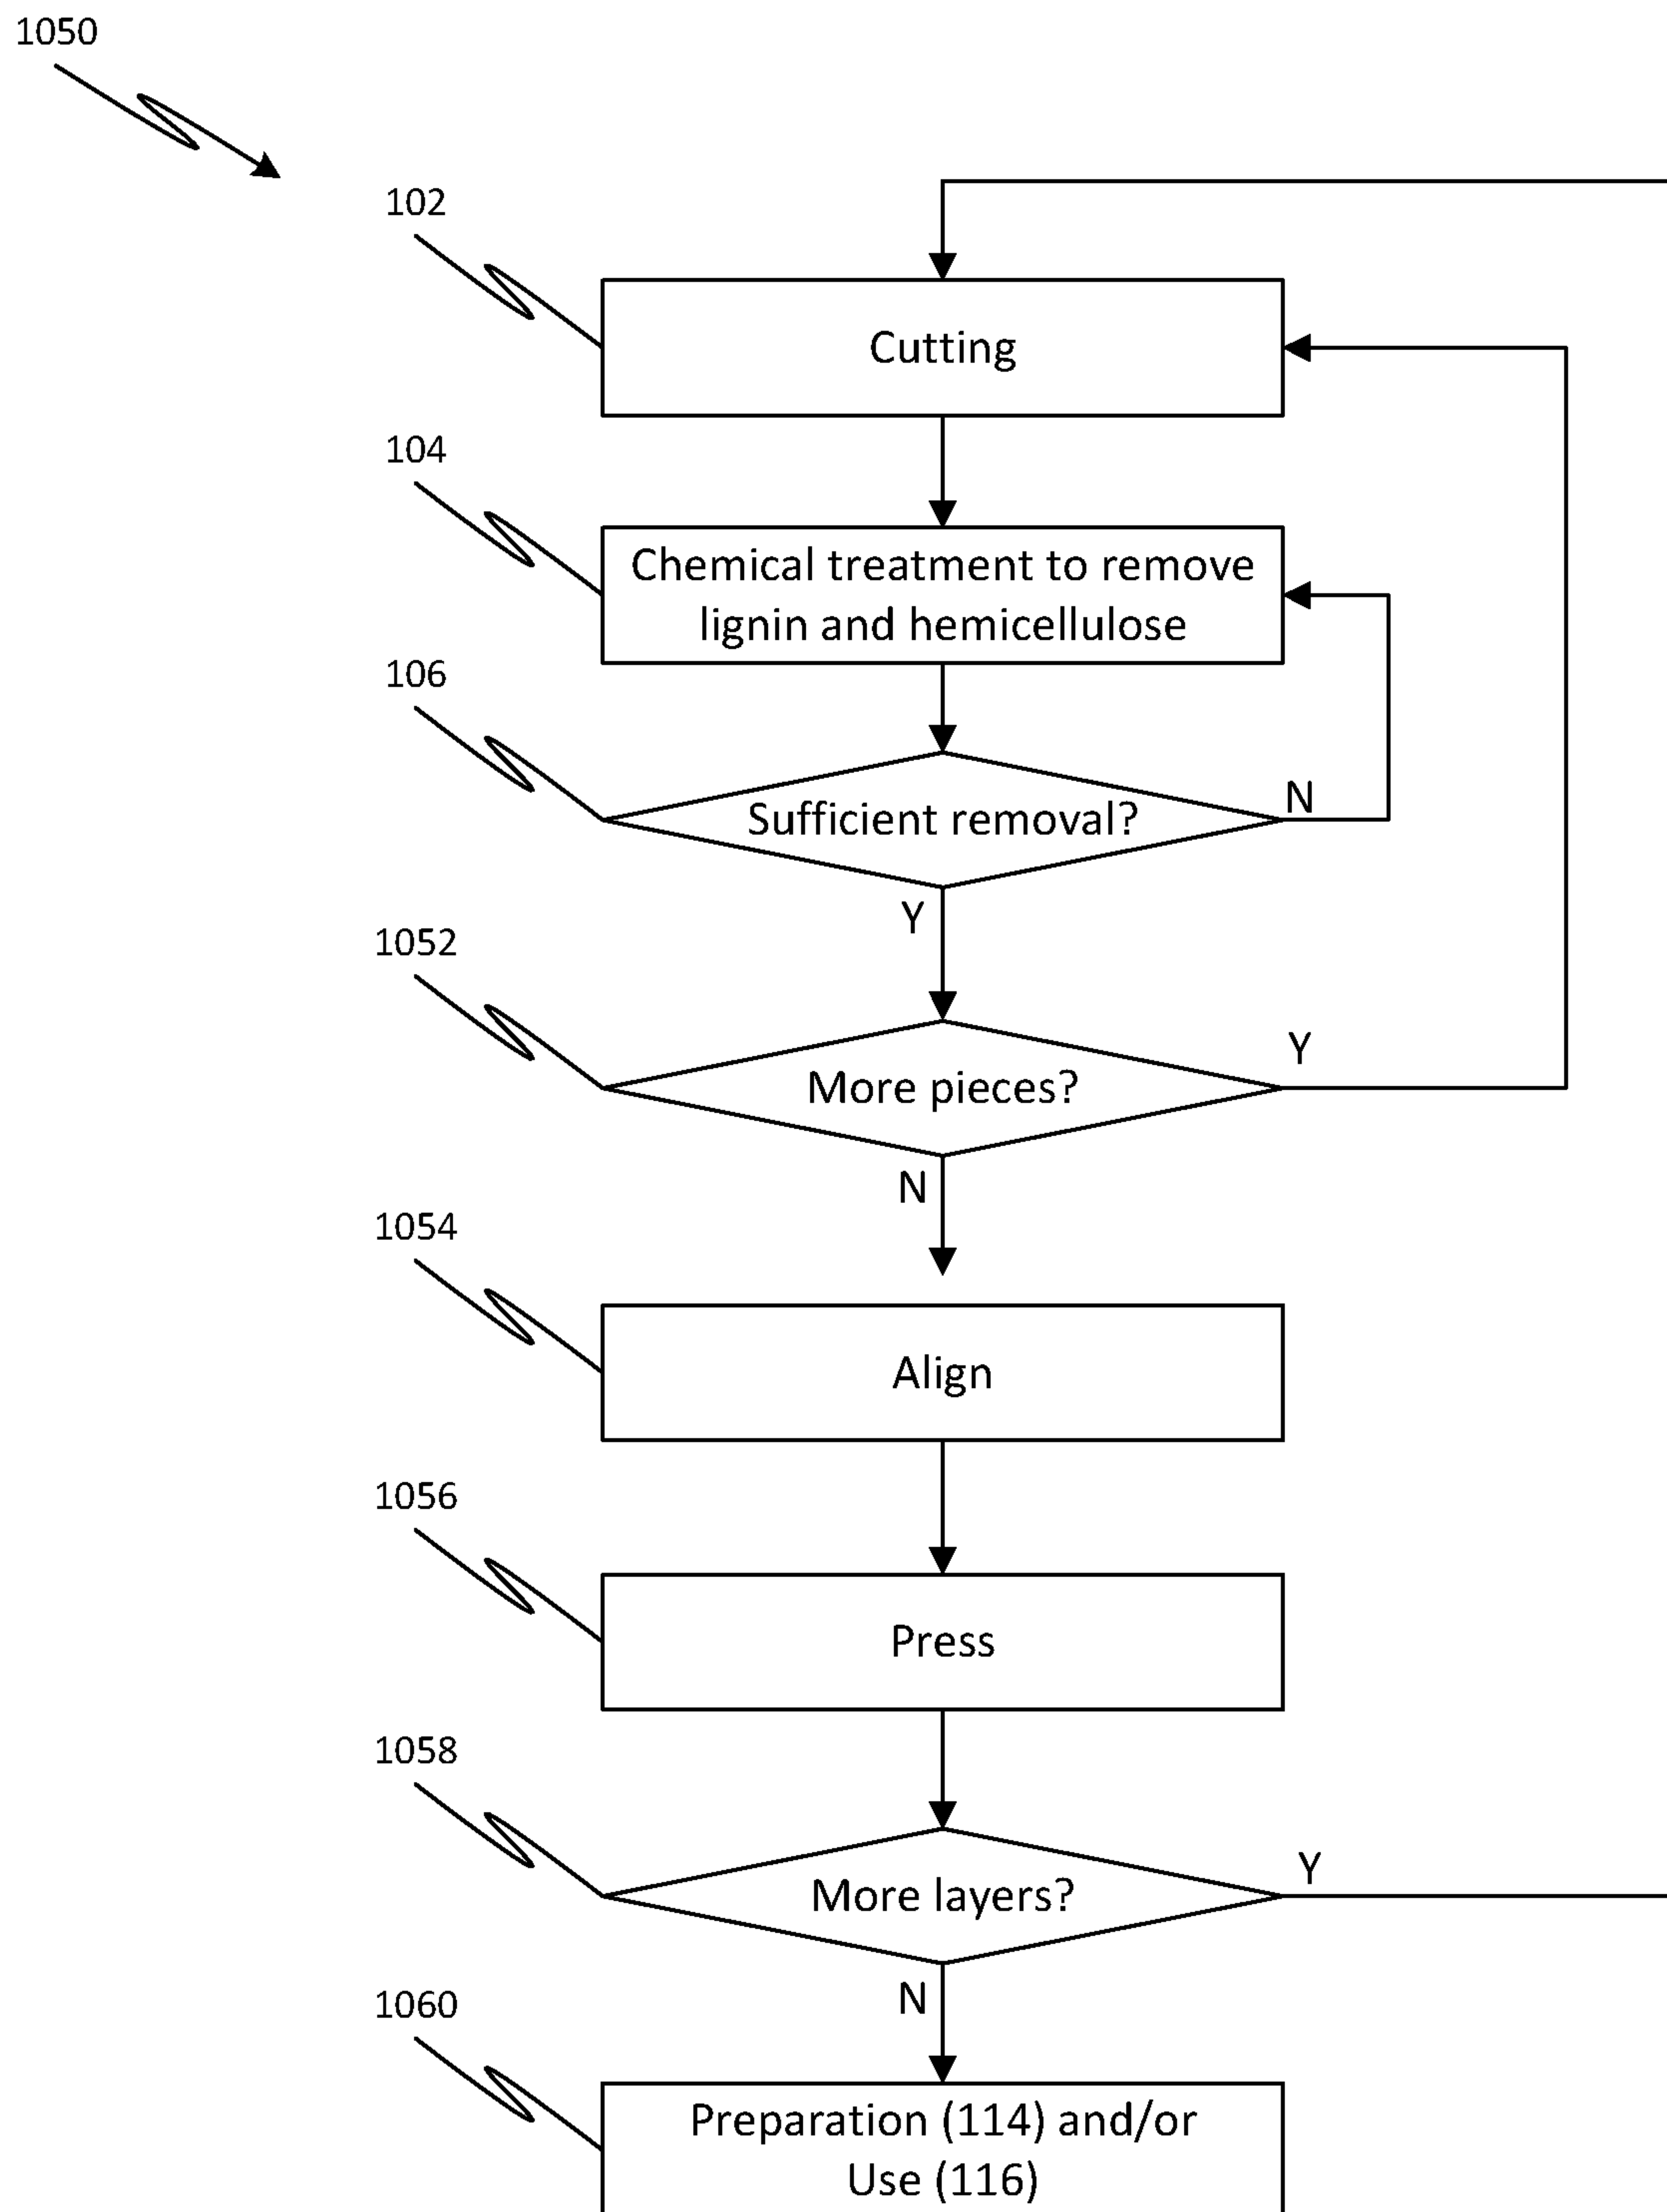 1050
102
Cutting
104
Chemical treatment to remove
lignin and hemicellulose
106
Sufficient removal?
N
Y
1052
More pieces?
Y
N
1054
Align
1056
Press
1058
More layers?
Y
N
1060
Preparation (114) and/or
Use (116)